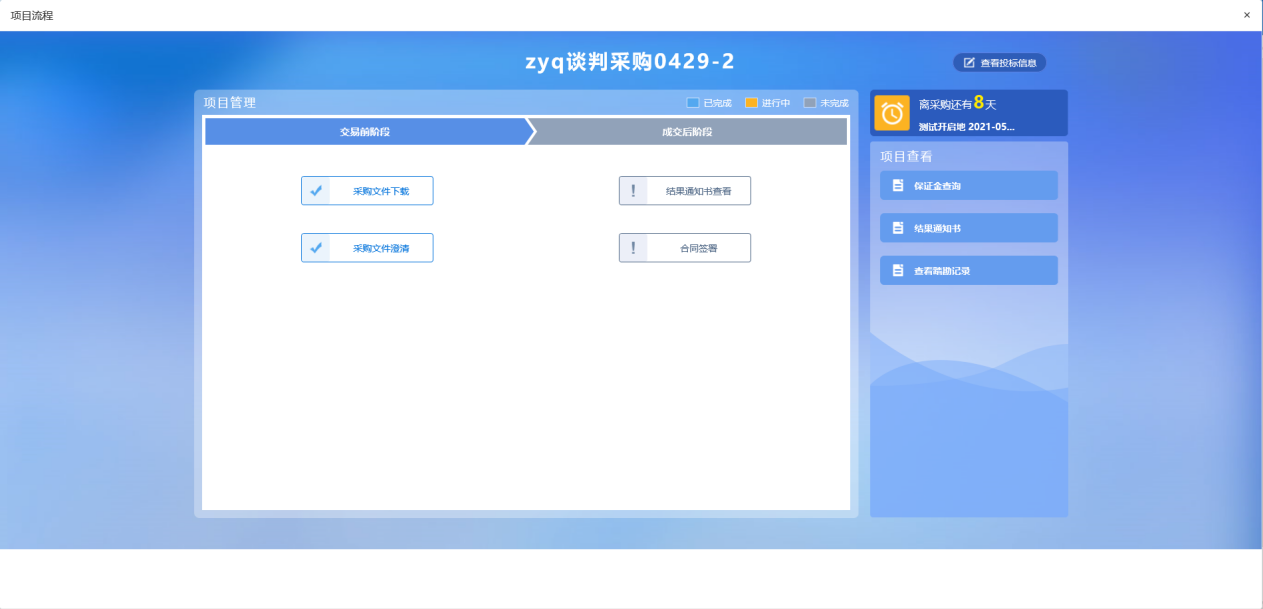 项目流程
×
zyq谈判采购0429-2
查看投标信息
项目管理
已完成
进行中
未完成
离采购还有8天
测试开启地 2021-05...
交易前阶段
成交后阶段
项目查看
采购文件下载
结果通知书查看
保证金查询
结果通知书
采购文件澄清
合同签署
查看踏勘记录